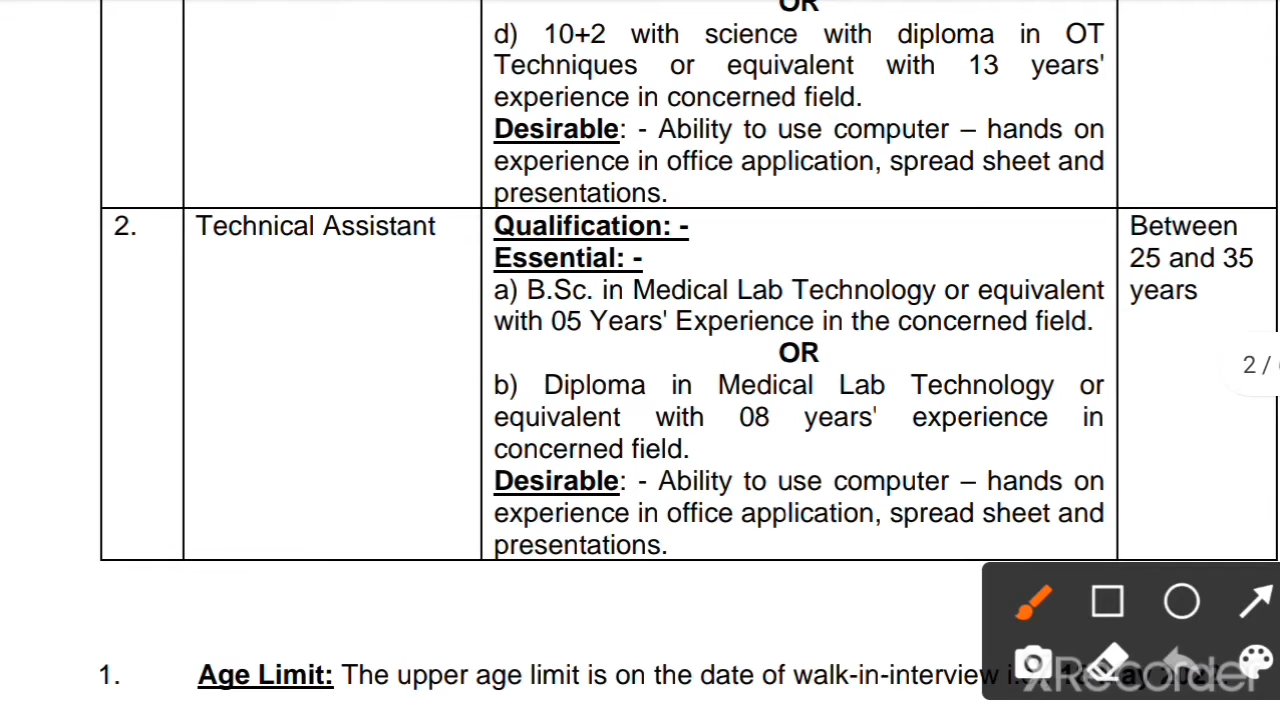 OR
d) 10+2 with science with diploma in OT
Techniques or equivalent with 13 years'
experience in concerned field.
Desirable: - Ability to use computer – hands on
experience in office application, spread sheet and
presentations.
2. Technical Assistant Qualification: - Between
Essential: - 25 and 35
a) B.Sc. in Medical Lab Technology or equivalent years
with 05 Years' Experience in the concerned field.
OR
2 /
b) Diploma in Medical Lab Technology or
equivalent with 08 years' experience in
concerned field.
Desirable: - Ability to use computer – hands on
experience in office application, spread sheet and
presentations.
1. Age Limit: The upper age limit is on the date of walk-in-interview
XRecorder